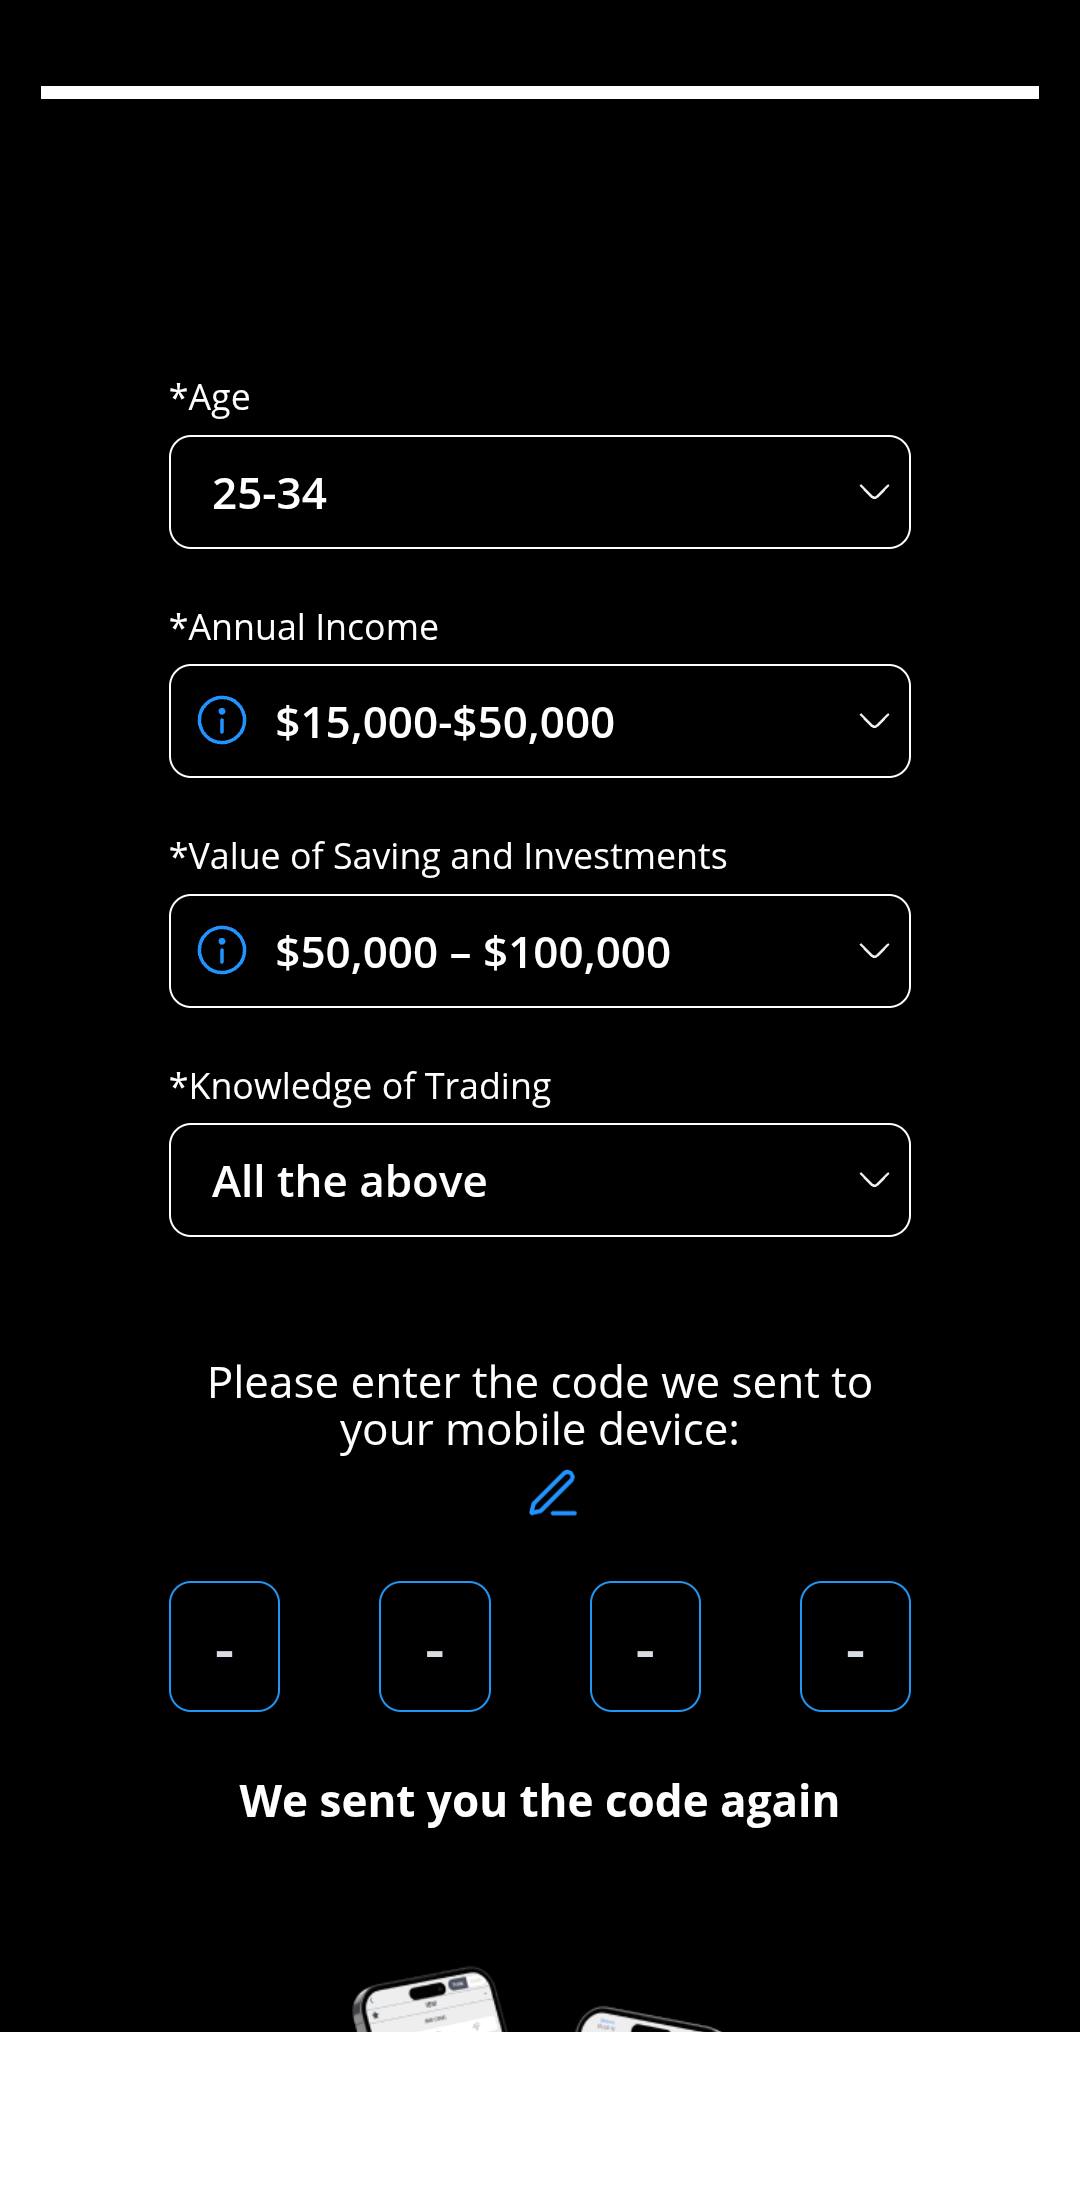 *Age
25-34
*Annual Income
$15,000-$50,000
*Value of Saving and Investments
$50,000 – $100,000
*Knowledge of Trading
All the above
Please enter the code we sent to
your mobile device:
- - - -
We sent you the code again